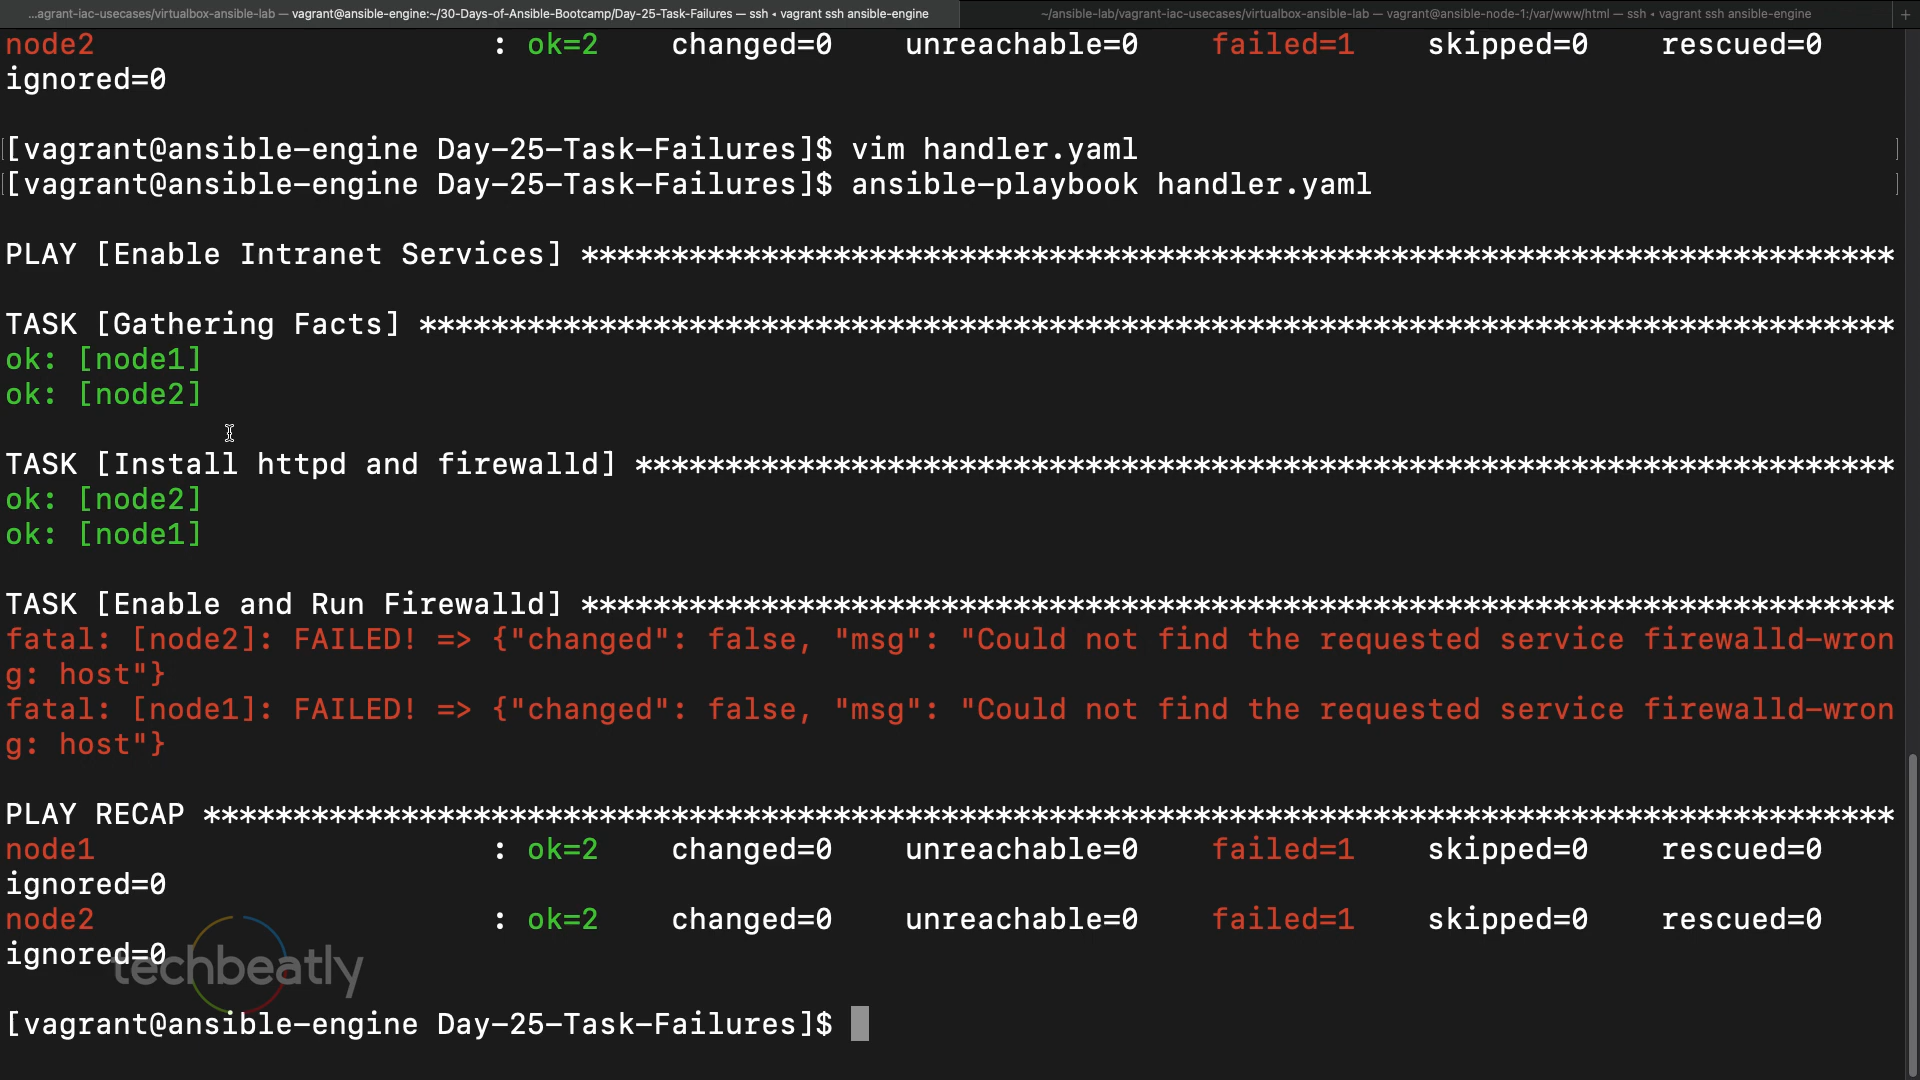 ...agrant-iac-usecases/virtualbox-ansible-lab — vagrant@ansible-engine:~/30-Days-of-Ansible-Bootcamp/Day-25-Task-Failures — ssh ‹ vagrant ssh ansible-engine
~/ansible-lab/vagrant-iac-usecases/virtualbox-ansible-lab — vagrant@ansible-node-1:/var/www/html — ssh ‹ vagrant ssh ansible-engine +
node2 : ok=2 changed=0 unreachable=0 failed=1 skipped=0 rescued=0
ignored=0
[[vagrant@ansible-engine Day-25-Task-Failures]$ vim handler.yaml ]
[[vagrant@ansible-engine Day-25-Task-Failures]$ ansible-playbook handler.yaml ]
PLAY [Enable Intranet Services] *************************************************************************
TASK [Gathering Facts] **********************************************************************************
ok: [node1]
ok: [node2]
TASK [Install httpd and firewalld] **********************************************************************
ok: [node2]
ok: [node1]
TASK [Enable and Run Firewalld] *************************************************************************
fatal: [node2]: FAILED! => {"changed": false, "msg": "Could not find the requested service firewalld-wron
g: host"}
fatal: [node1]: FAILED! => {"changed": false, "msg": "Could not find the requested service firewalld-wron
g: host"}
PLAY RECAP **********************************************************************************************
node1 : ok=2 changed=0 unreachable=0 failed=1 skipped=0 rescued=0
ignored=0
node2 : ok=2 changed=0 unreachable=0 failed=1 skipped=0 rescued=0
ignored=0
techbeatly
[vagrant@ansible-engine Day-25-Task-Failures]$